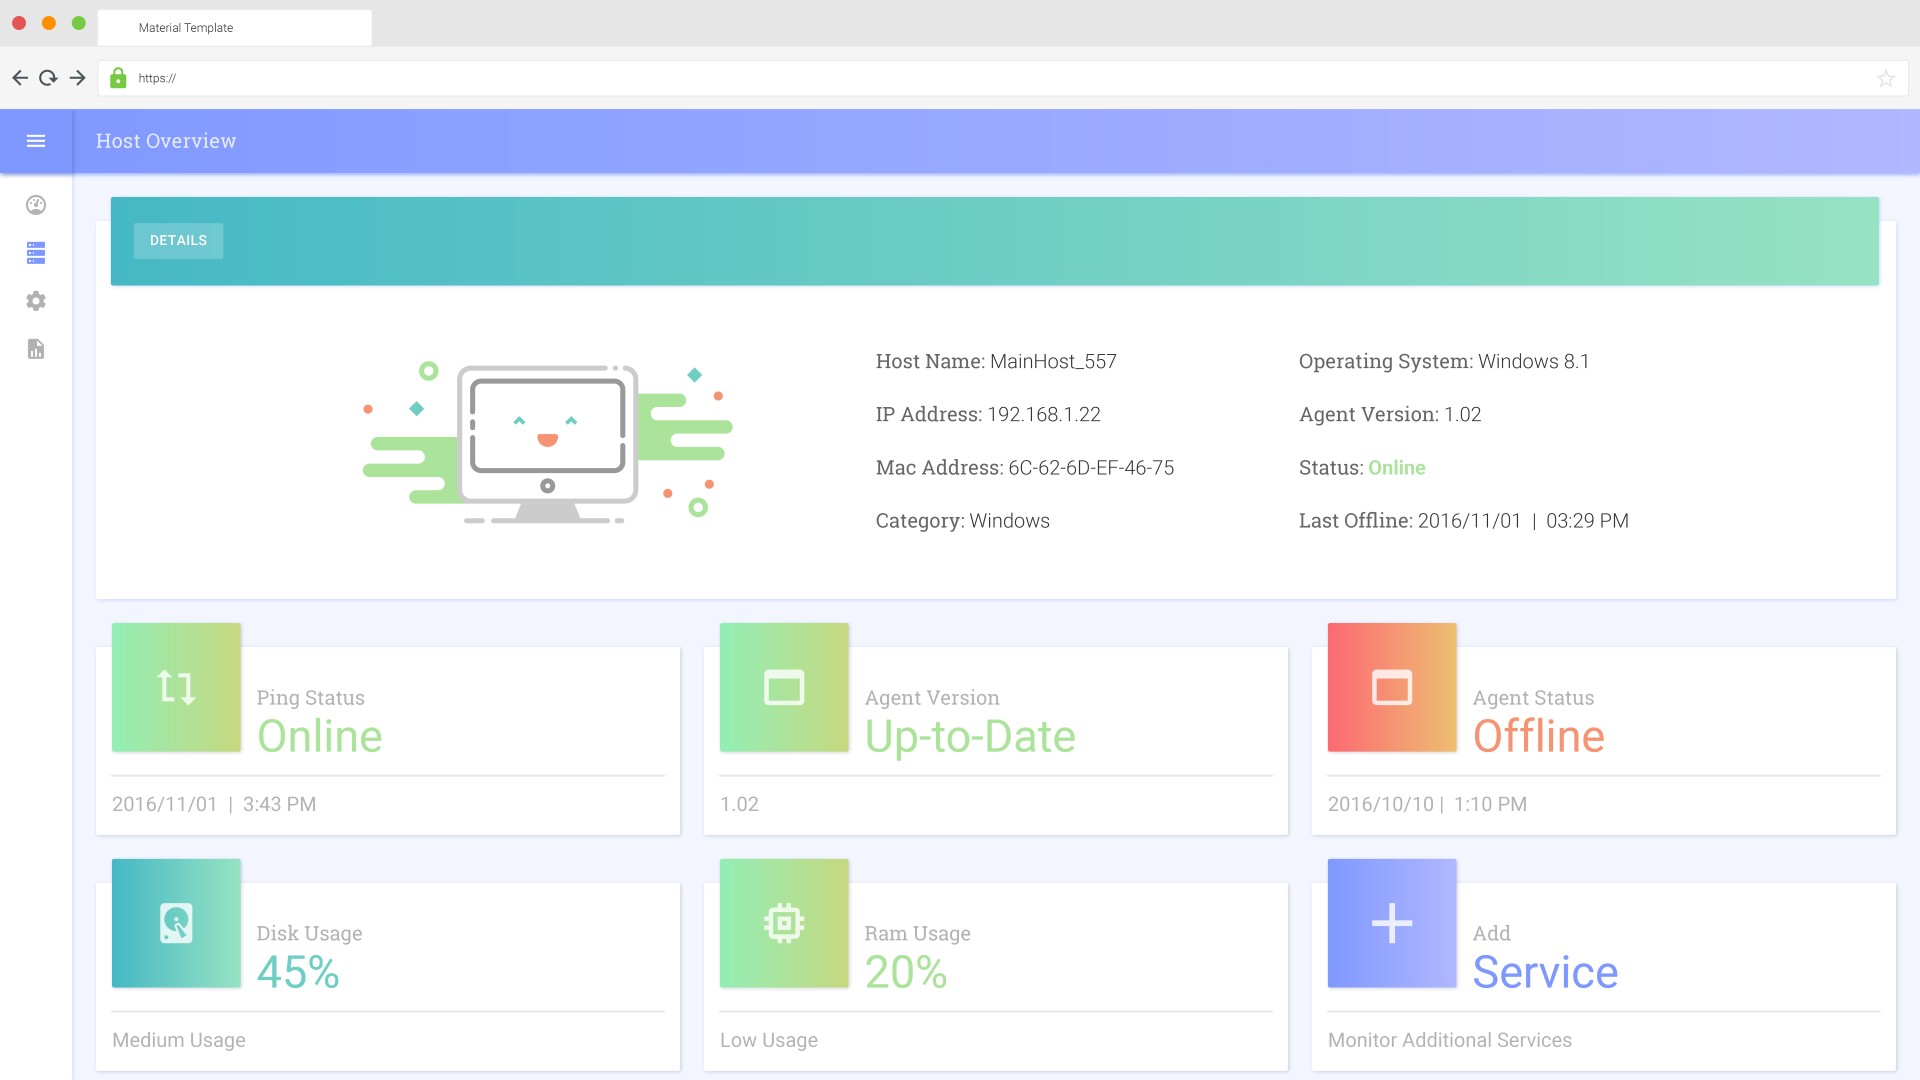 Material Template
https://
Host Overview
DETAILS
Host Name: MainHost_557
Operating System: Windows 8.1
IP Address: 192.168.1.22
Agent Version: 1.02
Mac Address: 6C-62-6D-EF-46-75
Status: Online
Category: Windows
Last Offline: 2016/11/01 | 03:29 PM
Ping Status
Online
2016/11/01 | 3:43 PM
Agent Version
Up-to-Date
1.02
Agent Status
Offline
2016/10/10 | 1:10 PM
Disk Usage
45%
Medium Usage
Ram Usage
20%
Low Usage
Add
Service
Monitor Additional Services